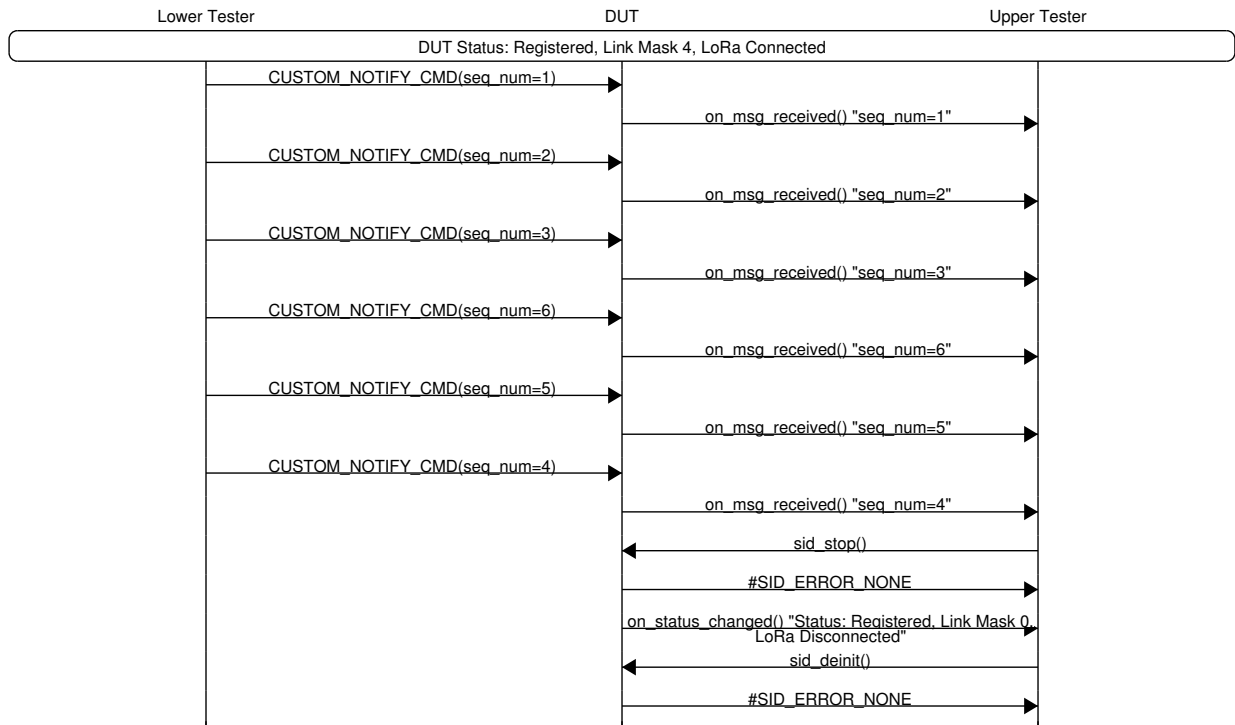 Lower Tester
DUT
Upper Tester
DUT Status: Registered, Link Mask 4, LoRa Connected
CUSTOM_NOTIFY_CMD(seq_num=1)
on_msg_received() "seq_num=1"
CUSTOM_NOTIFY_CMD(seq_num=2)
on_msg_received() "seq_num=2"
CUSTOM_NOTIFY_CMD(seq_num=3)
on_msg_received() "seq_num=3"
CUSTOM_NOTIFY_CMD(seq_num=6)
on_msg_received() "seq_num=6"
CUSTOM_NOTIFY_CMD(seq_num=5)
on_msg_received() "seq_num=5"
CUSTOM_NOTIFY_CMD(seq_num=4)
on_msg_received() "seq_num=4"
sid_stop()
#SID_ERROR_NONE
on_status_changed() "Status: Registered, Link Mask 0,
LoRa Disconnected"
sid_deinit()
#SID_ERROR_NONE